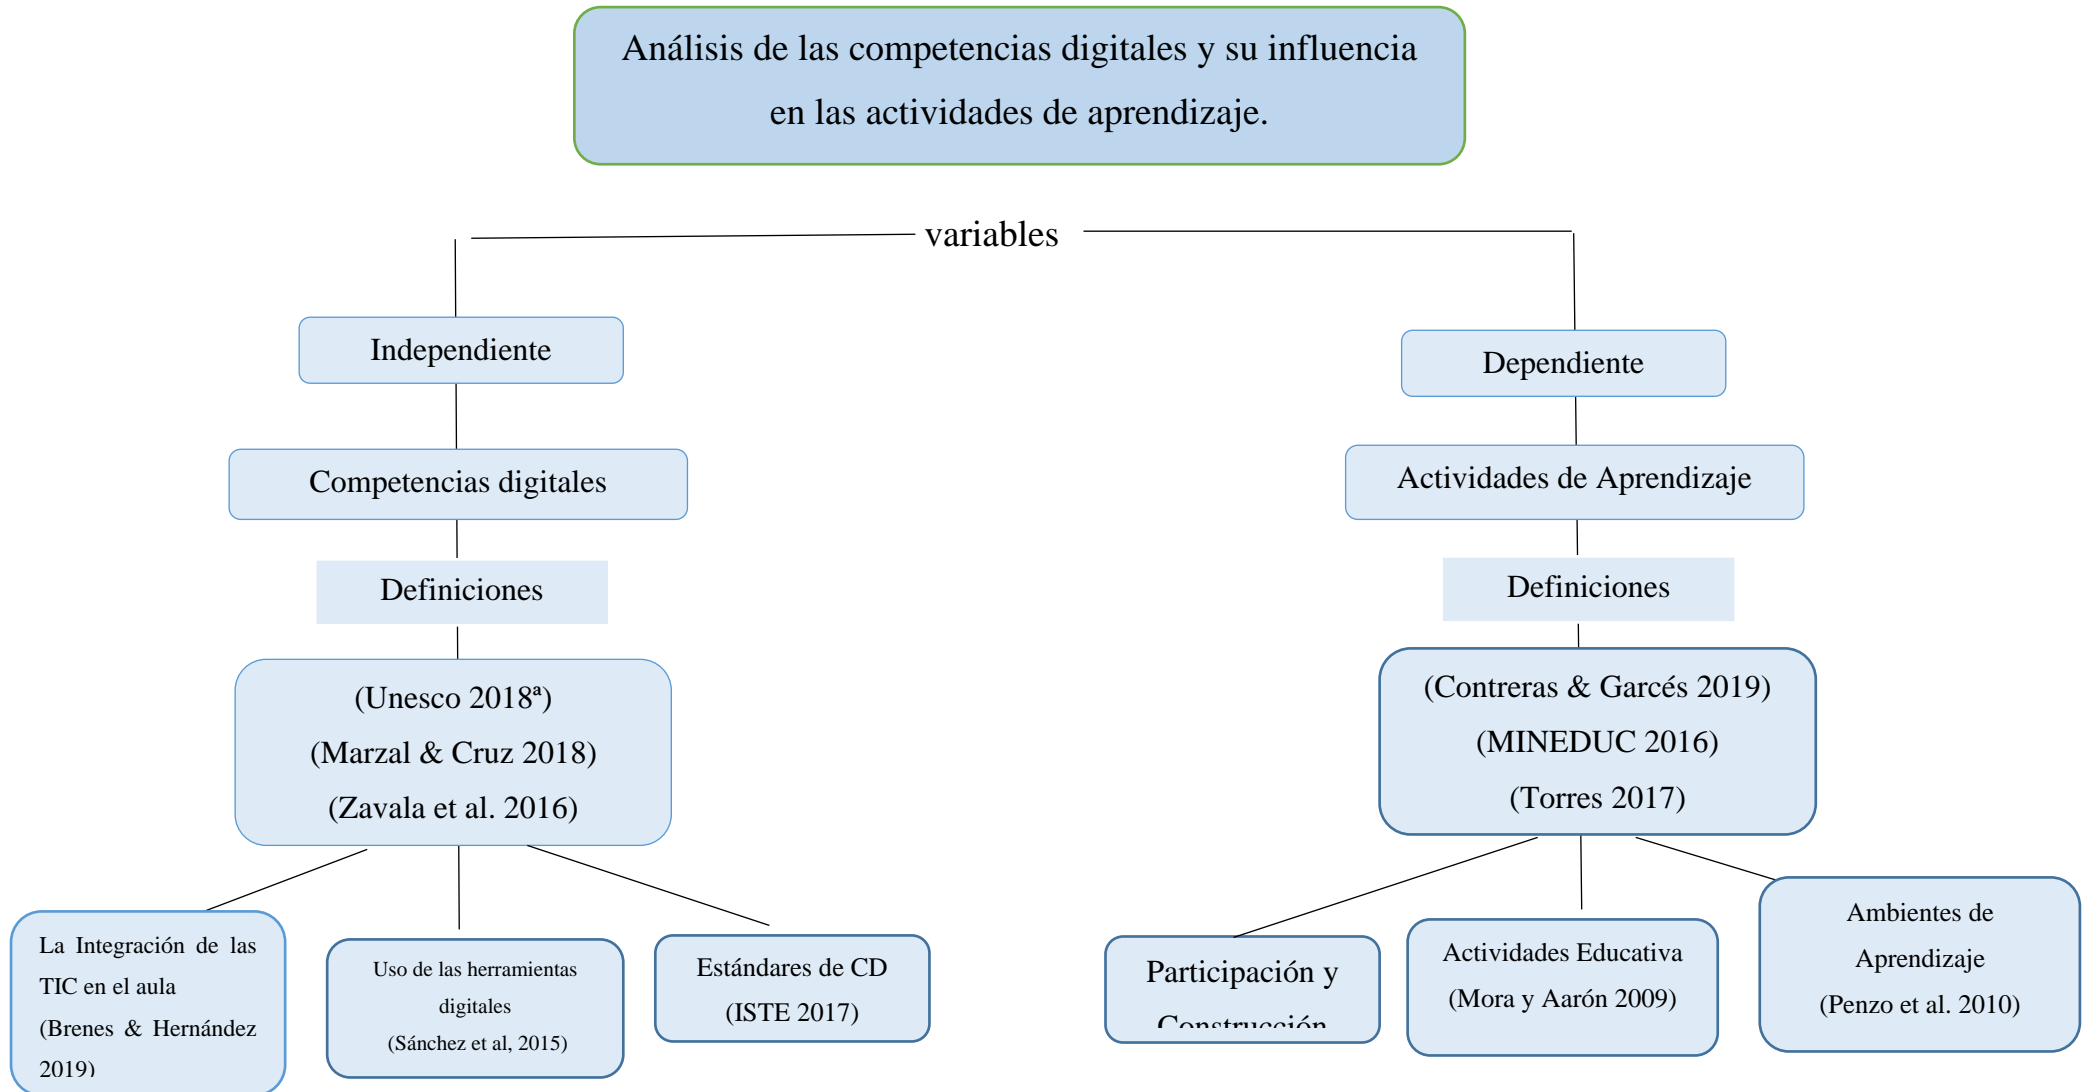 Análisis de las competencias digitales y su influencia
en las actividades de aprendizaje.
variables
Independiente
Dependiente
Competencias digitales
Actividades de Aprendizaje
Definiciones
Definiciones
(Unesco 2018ª)
(Marzal & Cruz 2018)
(Zavala et al. 2016)
(Contreras & Garcés 2019)
(MINEDUC 2016)
(Torres 2017)
La Integración de las
TIC en el aula
(Brenes & Hernández
2019)
Uso de las herramientas
digitales
(Sánchez et al, 2015)
Estándares de CD
(ISTE 2017)
Participación y
Construcción
Actividades Educativa
(Mora y Aarón 2009)
Ambientes de
Aprendizaje
(Penzo et al. 2010)